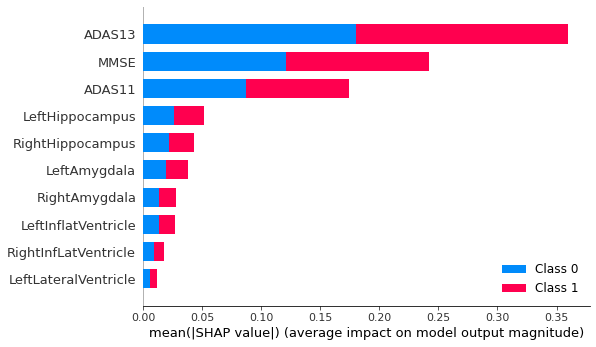 ADAS13
MMSE
ADAS11
LeftHippocampus
RightHippocampus
LeftAmygdala
RightAmygdala
LeftInflatVentricle
RightInfLatVentricle
LeftLateralVentricle
Class 0
Class 1
0.00 0.05 0.10 0.15 0.20 0.25 0.30 0.35
mean(|SHAP value|) (average impact on model output magnitude)